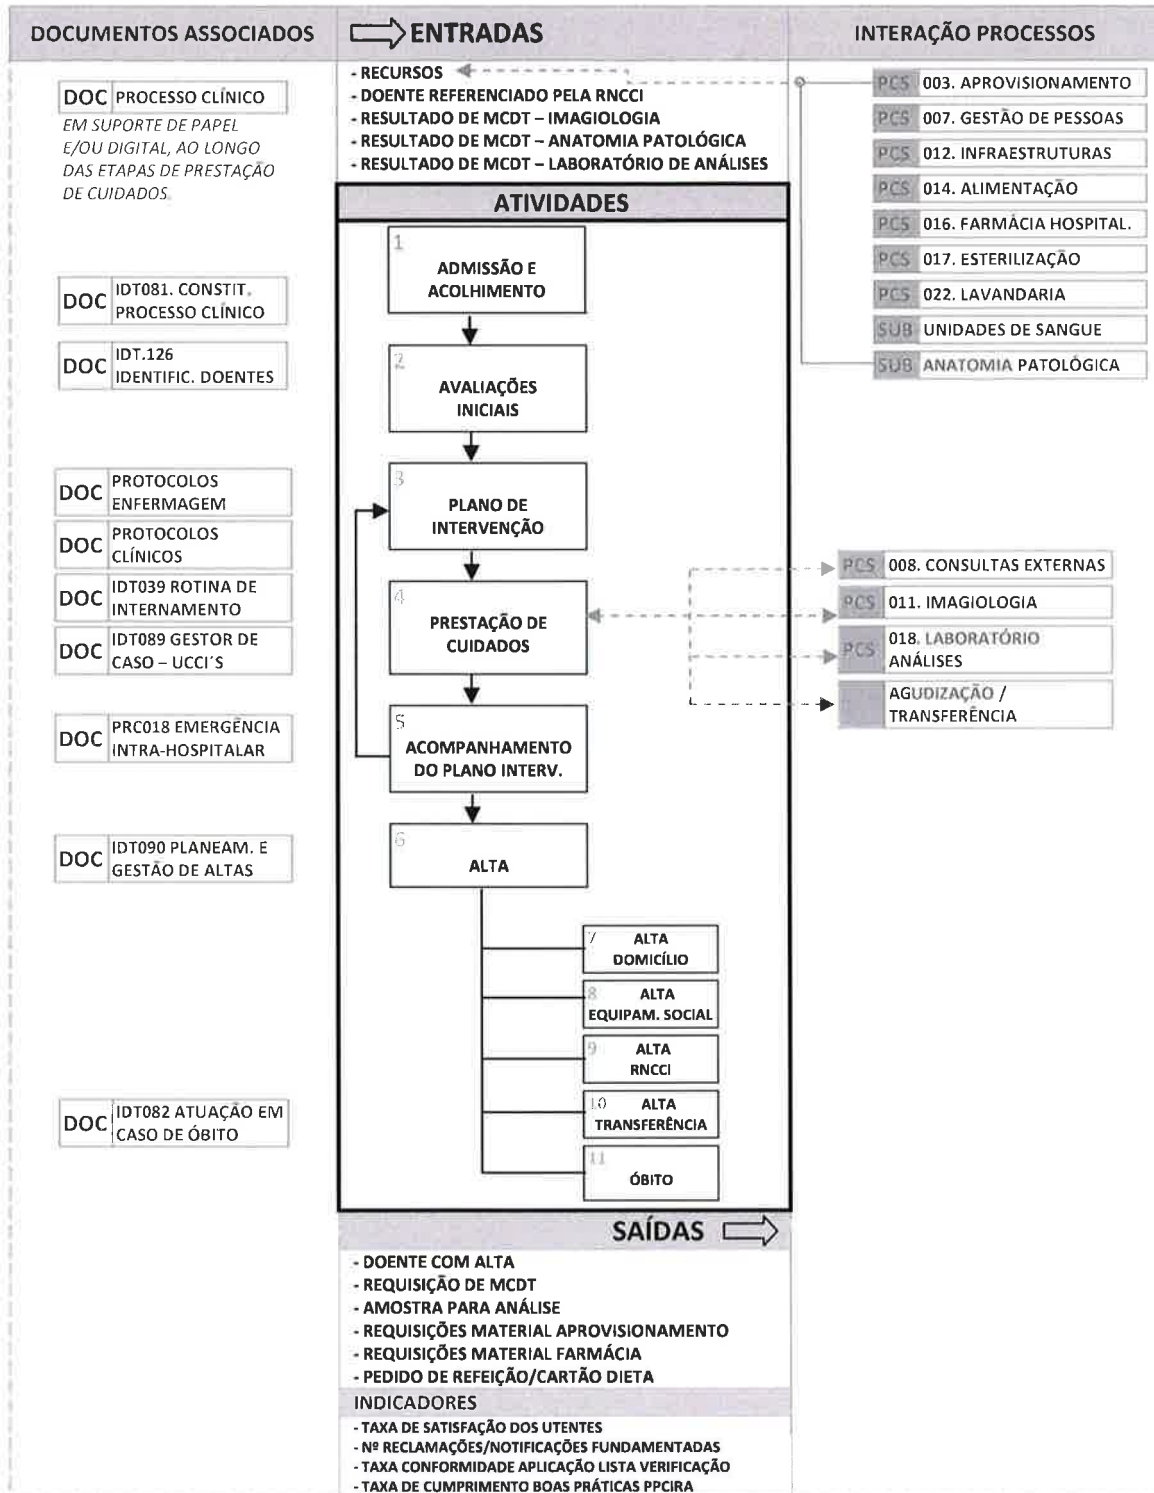 DOCUMENTOS ASSOCIADOS
DOC PROCESSO CLÍNICO
EM SUPORTE DE PAPEL
E/OU DIGITAL, AO LONGO
DAS ETAPAS DE PRESTAÇÃO
DE CUIDADOS.
DOC IDT081. CONSTIT.
PROCESSO CLÍNICO
DOC IDT.126
IDENTIFIC. DOENTES
DOC PROTOCOLOS
ENFERMAGEM
DOC PROTOCOLOS
CLÍNICOS
DOC IDT039 ROTINA DE
INTERNAMENTO
DOC IDT089 GESTOR DE
CASO – UCCI´S
DOC PRC018 EMERGÊNCIA
INTRA-HOSPITALAR
DOC IDT090 PLANEAM. E
GESTÃO DE ALTAS
DOC IDT082 ATUAÇÃO EM
CASO DE ÓBITO
ENTRADAS
- RECURSOS
- DOENTE REFERENCIADO PELA RNCCI
- RESULTADO DE MCDT – IMAGIOLOGIA
- RESULTADO DE MCDT – ANATOMIA PATOLÓGICA
- RESULTADO DE MCDT – LABORATÓRIO DE ANÁLISES
ATIVIDADES
1
ADMISSÃO E
ACOLHIMENTO
2
AVALIAÇÕES
INICIAIS
3
PLANO DE
INTERVENÇÃO
4
PRESTAÇÃO DE
CUIDADOS
5
ACOMPANHAMENTO
DO PLANO INTERV.
6
ALTA
7 ALTA
DOMICÍLIO
8 ALTA
EQUIPAM. SOCIAL
9 ALTA
RNCCI
10 ALTA
TRANSFERÊNCIA
11
ÓBITO
SAÍDAS
- DOENTE COM ALTA
- REQUISIÇÃO DE MCDT
- AMOSTRA PARA ANÁLISE
- REQUISIÇÕES MATERIAL APROVISIONAMENTO
- REQUISIÇÕES MATERIAL FARMÁCIA
- PEDIDO DE REFEIÇÃO/CARTÃO DIETA
INDICADORES
- TAXA DE SATISFAÇÃO DOS UTENTES
- Nº RECLAMAÇÕES/NOTIFICAÇÕES FUNDAMENTADAS
- TAXA CONFORMIDADE APLICAÇÃO LISTA VERIFICAÇÃO
- TAXA DE CUMPRIMENTO BOAS PRÁTICAS PPCIRA
INTERAÇÃO PROCESSOS
PCS 003. APROVISIONAMENTO
PCS 007. GESTÃO DE PESSOAS
PCS 012. INFRAESTRUTURAS
PCS 014. ALIMENTAÇÃO
PCS 016. FARMÁCIA HOSPITAL.
PCS 017. ESTERILIZAÇÃO
PCS 022. LAVANDARIA
SUB UNIDADES DE SANGUE
SUB ANATOMIA PATOLÓGICA
PCS 008. CONSULTAS EXTERNAS
PCS 011. IMAGIOLOGIA
PCS 018. LABORATÓRIO
ANÁLISES
AGUDIZAÇÃO /
TRANSFERÊNCIA